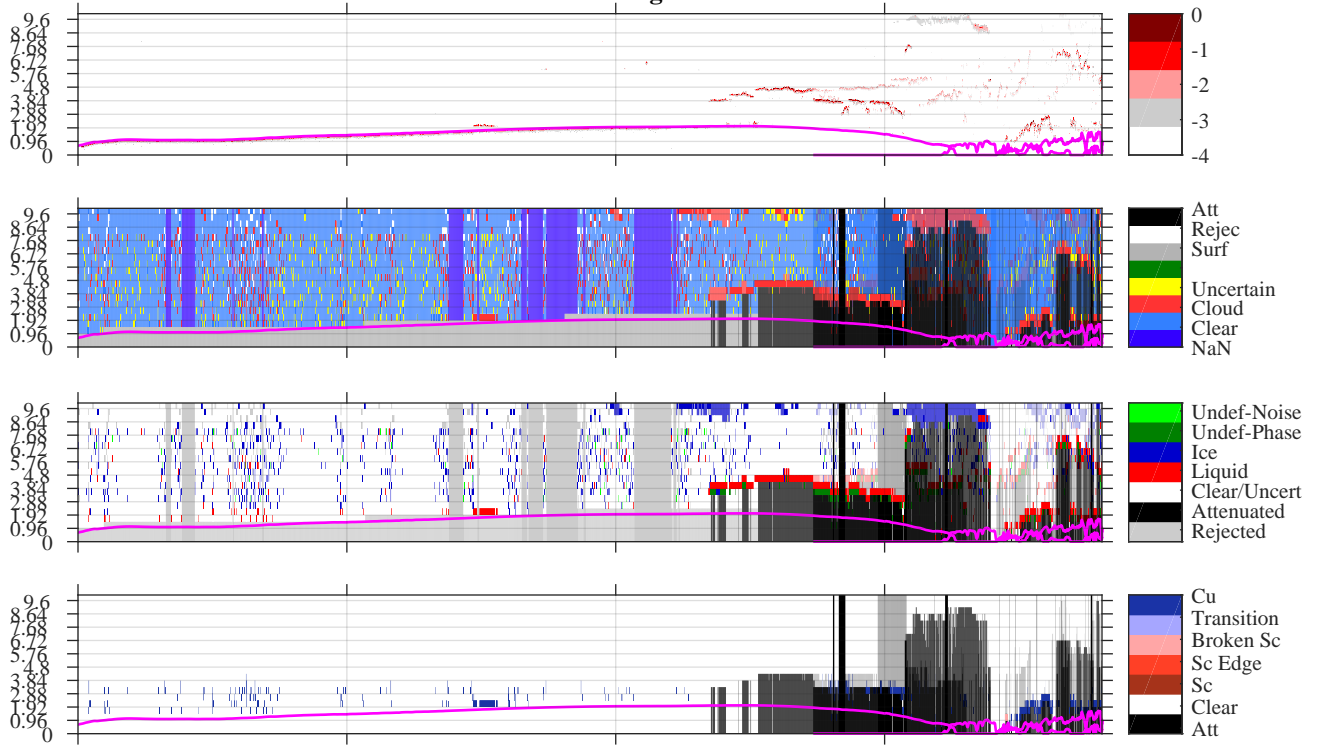 9.6
8.64
7.68
6.72
5.76
4.8
3.84
2.88
1.92
0.96
0
0
-1
-2
-3
-4
9.6
8.64
7.68
6.72
5.76
4.8
3.84
2.88
1.92
0.96
0
Att
Rejec
Surf
Uncertain
Cloud
Clear
NaN
9.6
8.64
7.68
6.72
5.76
4.8
3.84
2.88
1.92
0.96
0
Undef-Noise
Undef-Phase
Ice
Liquid
Clear/Uncert
Attenuated
Rejected
9.6
8.64
7.68
6.72
5.76
4.8
3.84
2.88
1.92
0.96
0
Cu
Transition
Broken Sc
Sc Edge
Sc
Clear
Att